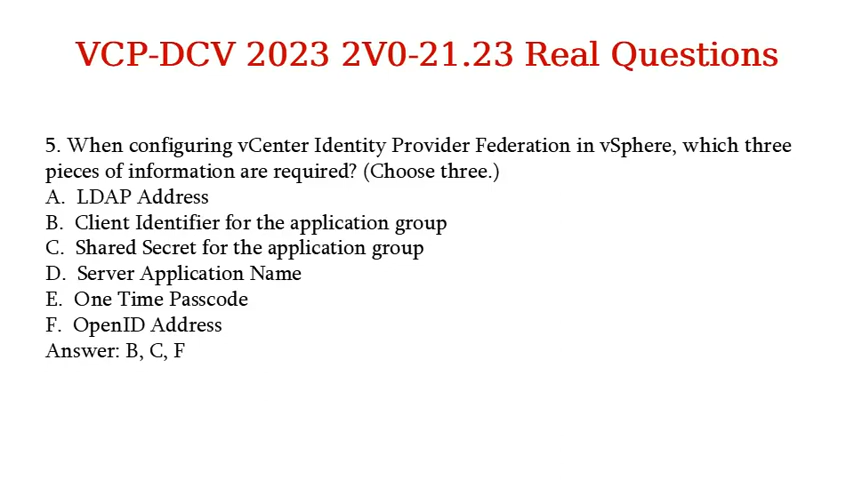 VCP-DCV 2023 2V0-21.23 Real Questions
5. When configuring vCenter Identity Provider Federation in vSphere, which three
pieces of information are required? (Choose three.)
A. LDAP Address
B. Client Identifier for the application group
C. Shared Secret for the application group
D. Server Application Name
E. One Time Passcode
F. OpenID Address
Answer: B, C, F